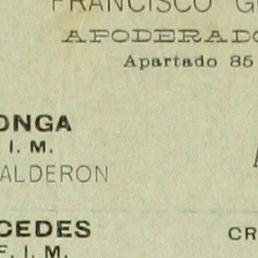 FRANCISCO G
APODERADO
Apartado 85
ONGA
I. M.
ALDERON
CEDES
F. I. M.
CR